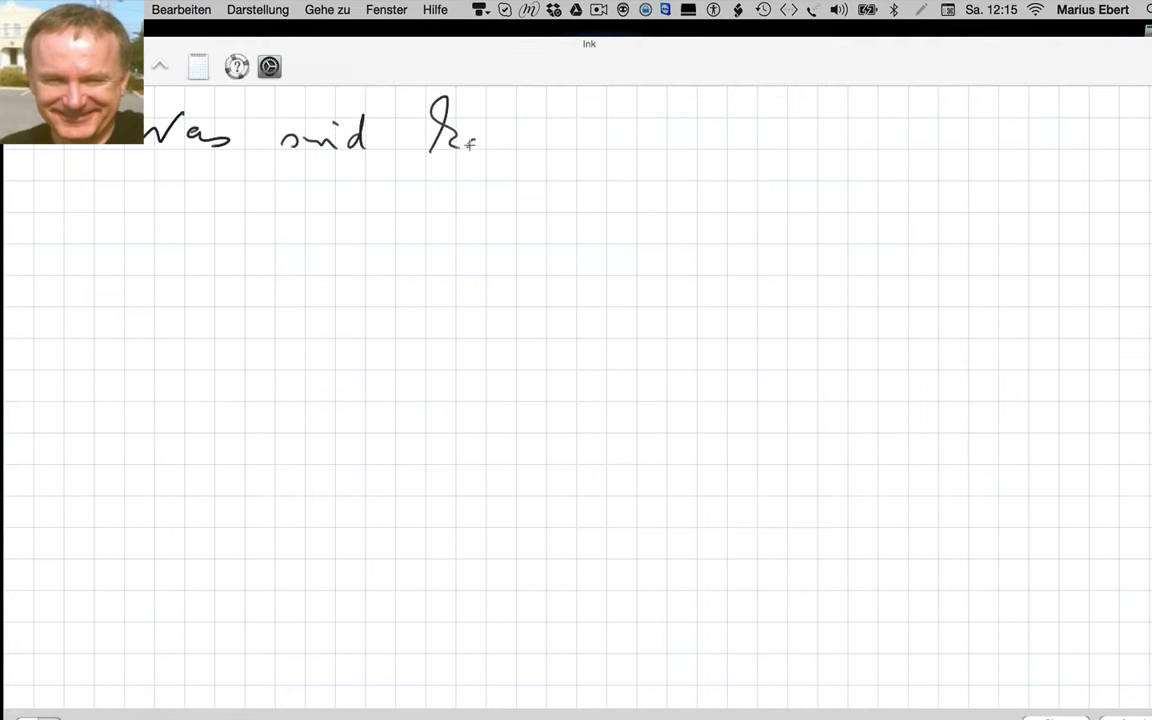 Bearbeiten Darstellung Gehe zu Fenster Hilfe Sa. 12:15 Marius Ebert
Ink
Was sind k